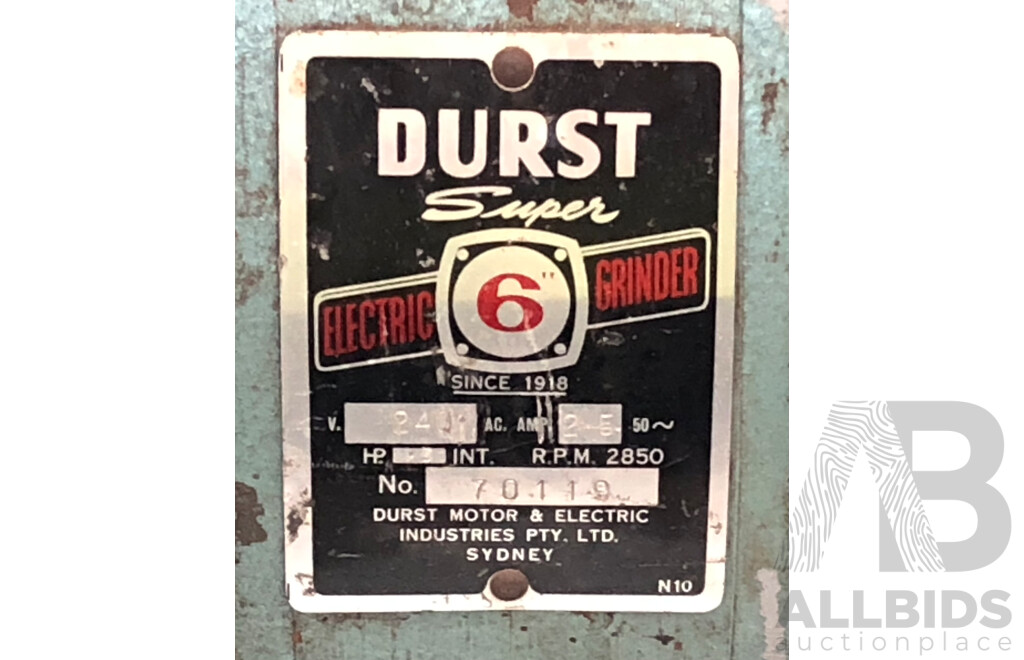 DURST
Super
ELECTRIC 6" GRINDER
SINCE 1918
V. 240 AC. AMP. 2.5 50~
HP. INT. R.P.M. 2850
No. 70119
DURST MOTOR & ELECTRIC
INDUSTRIES PTY. LTD.
SYDNEY
N10
AB
ALLBIDS
auctionplace